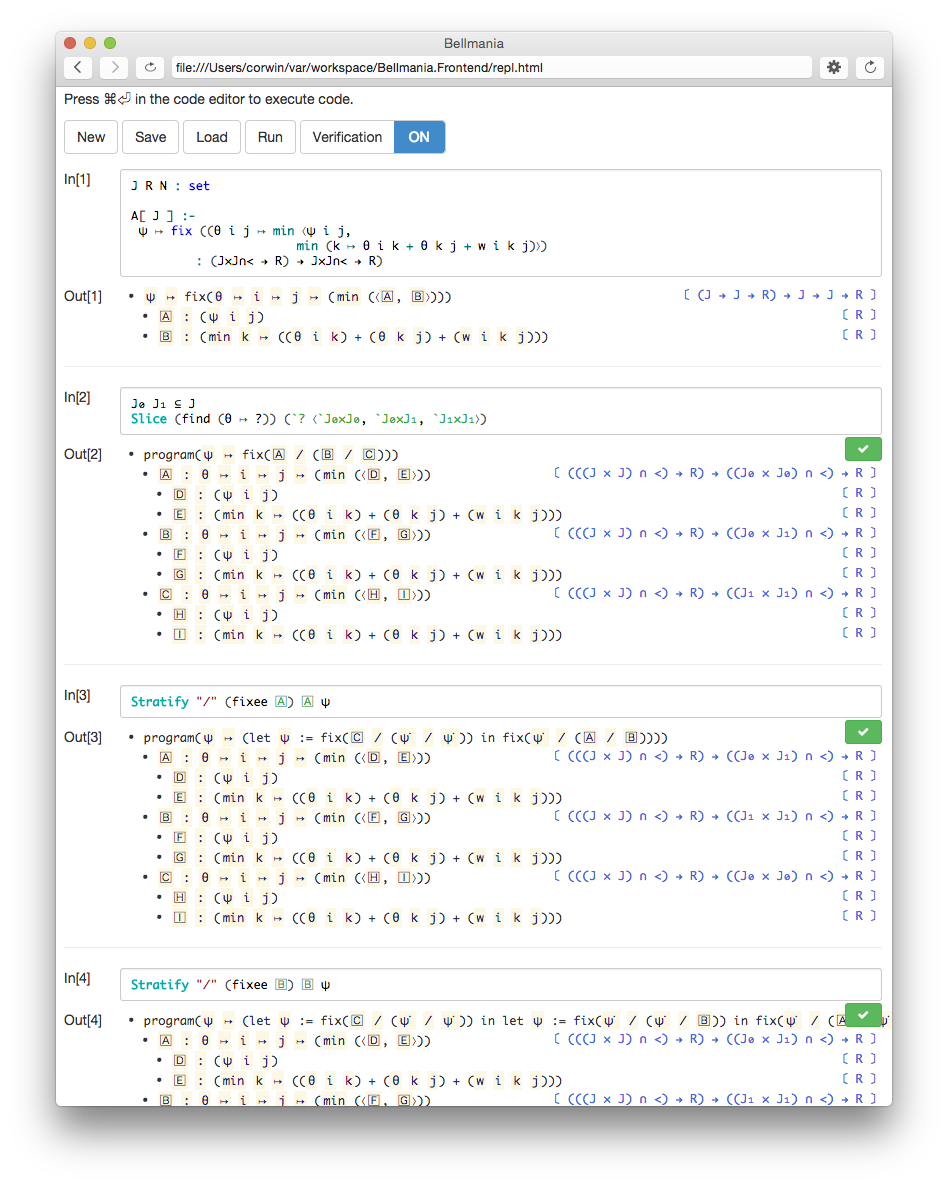 Bellmania
file:///Users/corwin/var/workspace/Bellmania.Frontend/repl.html
Press ⌘⏎ in the code editor to execute code.
New Save Load Run Verification ON
In[1]
J R N : set
A[ J ] :-
ψ ↦ fix ((θ i j ↦ min ⟨ψ i j,
min (k ↦ θ i k + θ k j + w i k j)⟩)
: (J×J∩< → R) → J×J∩< → R)
Out[1] • ψ ↦ fix(θ ↦ i ↦ j ↦ (min (⟨A, B⟩))) [ (J → J → R) → J → J → R ]
• A : (ψ i j) [ R ]
• B : (min k ↦ ((θ i k) + (θ k j) + (w i k j))) [ R ]
In[2]
J₀ J₁ ⊆ J
Slice (find (θ ↦ ?)) (`? ⟨`J₀×J₀, `J₀×J₁, `J₁×J₁⟩)
Out[2] • program(ψ ↦ fix(A / (B / C))) ✓
• A : θ ↦ i ↦ j ↦ (min (⟨D, E⟩)) [ (((J × J) ∩ <) → R) → ((J₀ × J₀) ∩ <) → R ]
• D : (ψ i j) [ R ]
• E : (min k ↦ ((θ i k) + (θ k j) + (w i k j))) [ R ]
• B : θ ↦ i ↦ j ↦ (min (⟨F, G⟩)) [ (((J × J) ∩ <) → R) → ((J₀ × J₁) ∩ <) → R ]
• F : (ψ i j) [ R ]
• G : (min k ↦ ((θ i k) + (θ k j) + (w i k j))) [ R ]
• C : θ ↦ i ↦ j ↦ (min (⟨H, I⟩)) [ (((J × J) ∩ <) → R) → ((J₁ × J₁) ∩ <) → R ]
• H : (ψ i j) [ R ]
• I : (min k ↦ ((θ i k) + (θ k j) + (w i k j))) [ R ]
In[3] Stratify "/" (fixee A) A ψ
Out[3] • program(ψ ↦ (let ψ := fix(C / (ψ̇ / ψ̇)) in fix(ψ̇ / (A / B)))) ✓
• A : θ ↦ i ↦ j ↦ (min (⟨D, E⟩)) [ (((J × J) ∩ <) → R) → ((J₀ × J₁) ∩ <) → R ]
• D : (ψ i j) [ R ]
• E : (min k ↦ ((θ i k) + (θ k j) + (w i k j))) [ R ]
• B : θ ↦ i ↦ j ↦ (min (⟨F, G⟩)) [ (((J × J) ∩ <) → R) → ((J₁ × J₁) ∩ <) → R ]
• F : (ψ i j) [ R ]
• G : (min k ↦ ((θ i k) + (θ k j) + (w i k j))) [ R ]
• C : θ ↦ i ↦ j ↦ (min (⟨H, I⟩)) [ (((J × J) ∩ <) → R) → ((J₀ × J₀) ∩ <) → R ]
• H : (ψ i j) [ R ]
• I : (min k ↦ ((θ i k) + (θ k j) + (w i k j))) [ R ]
In[4] Stratify "/" (fixee B) B ψ
Out[4] • program(ψ ↦ (let ψ := fix(C / (ψ̇ / ψ̇)) in let ψ := fix(ψ̇ / (ψ̇ / B)) in fix(ψ̇ / (A ✓
• A : θ ↦ i ↦ j ↦ (min (⟨D, E⟩)) [ (((J × J) ∩ <) → R) → ((J₀ × J₁) ∩ <) → R ]
• D : (ψ i j) [ R ]
• E : (min k ↦ ((θ i k) + (θ k j) + (w i k j))) [ R ]
• B : θ ↦ i ↦ j ↦ (min (⟨F, G⟩)) [ (((J × J) ∩ <) → R) → ((J₁ × J₁) ∩ <) → R ]